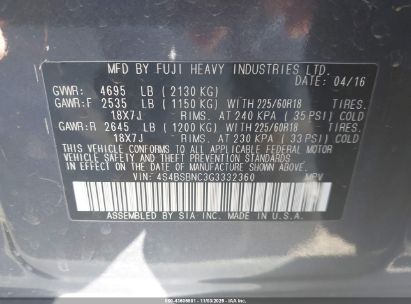 MFD BY FUJI HEAVY INDUSTRIES LTD.
04/16
GVWR: 4695 LB ( 2130 KG)
GAWR:F 2535 LB ( 1150 KG) WITH 225/60R18 TIRES.
18X7J RIMS. AT 240 KPA ( 35 PSI) COLD
GAWR:R 2645 LB ( 1200 KG) WITH 225/60R18 TIRES.
18X7J RIMS. AT 230 KPA ( 33 PSI) COLD
THIS VEHICLE CONFORMS TO ALL APPLICABLE FEDERAL MOTOR
VEHICLE SAFETY AND THEFT PREVENTION STANDARDS IN
EFFECT ON THE DATE OF MANUFACTURE SHOWN ABOVE.
VIN: 4S4BSBNC3G3332360 MPV
ASSEMBLED BY SIA INC. MADE IN U.S.A.